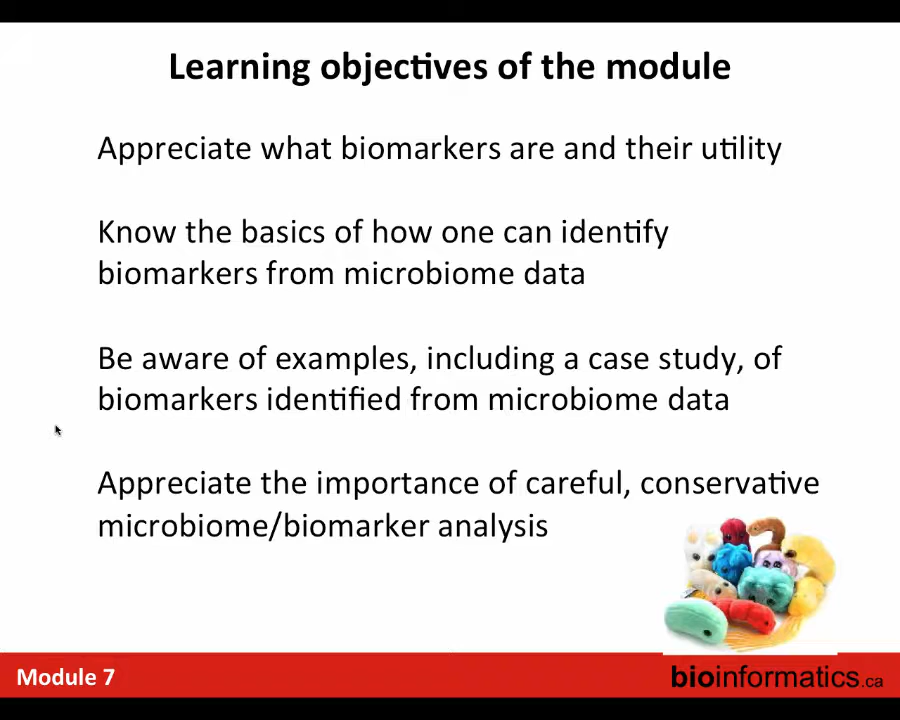 Learning objectives of the module
Appreciate what biomarkers are and their utility
Know the basics of how one can identify
biomarkers from microbiome data
Be aware of examples, including a case study, of
biomarkers identified from microbiome data
Appreciate the importance of careful, conservative
microbiome/biomarker analysis
Module 7
bioinformatics.ca